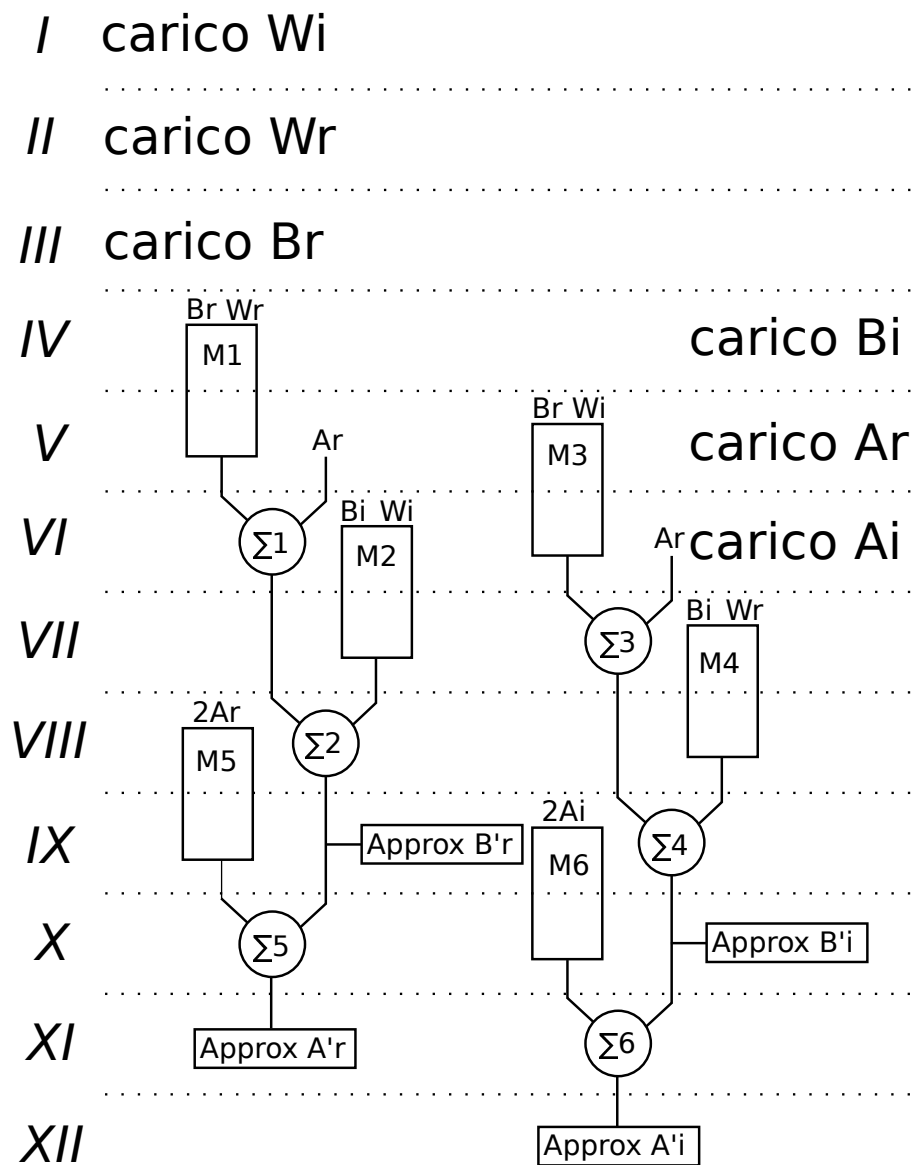 I carico Wi
II carico Wr
III carico Br
Br Wr
IV M1 carico Bi
Br Wi
V Ar M3 carico Ar
Bi Wi
VI ∑1 M2 Ar carico Ai
Bi Wr
VII ∑3 M4
2Ar
VIII M5 ∑2
2Ai
IX Approx B'r M6 ∑4
X ∑5 Approx B'i
XI Approx A'r ∑6
XII Approx A'i